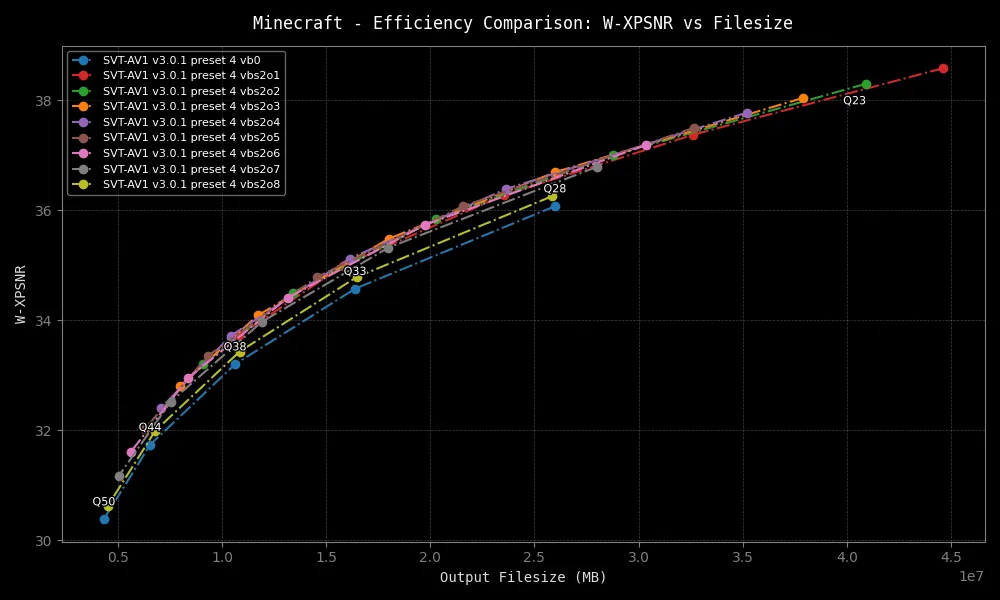 Minecraft - Efficiency Comparison: W-XPSNR vs Filesize
SVT-AV1 v3.0.1 preset 4 vb0
SVT-AV1 v3.0.1 preset 4 vbs2o1
SVT-AV1 v3.0.1 preset 4 vbs2o2
SVT-AV1 v3.0.1 preset 4 vbs2o3
SVT-AV1 v3.0.1 preset 4 vbs2o4
SVT-AV1 v3.0.1 preset 4 vbs2o5
SVT-AV1 v3.0.1 preset 4 vbs2o6
SVT-AV1 v3.0.1 preset 4 vbs2o7
SVT-AV1 v3.0.1 preset 4 vbs2o8
W-XPSNR
38
36
34
32
30
Q23
Q28
Q33
Q38
Q44
Q50
0.5 1.0 1.5 2.0 2.5 3.0 3.5 4.0 4.5
1e7
Output Filesize (MB)